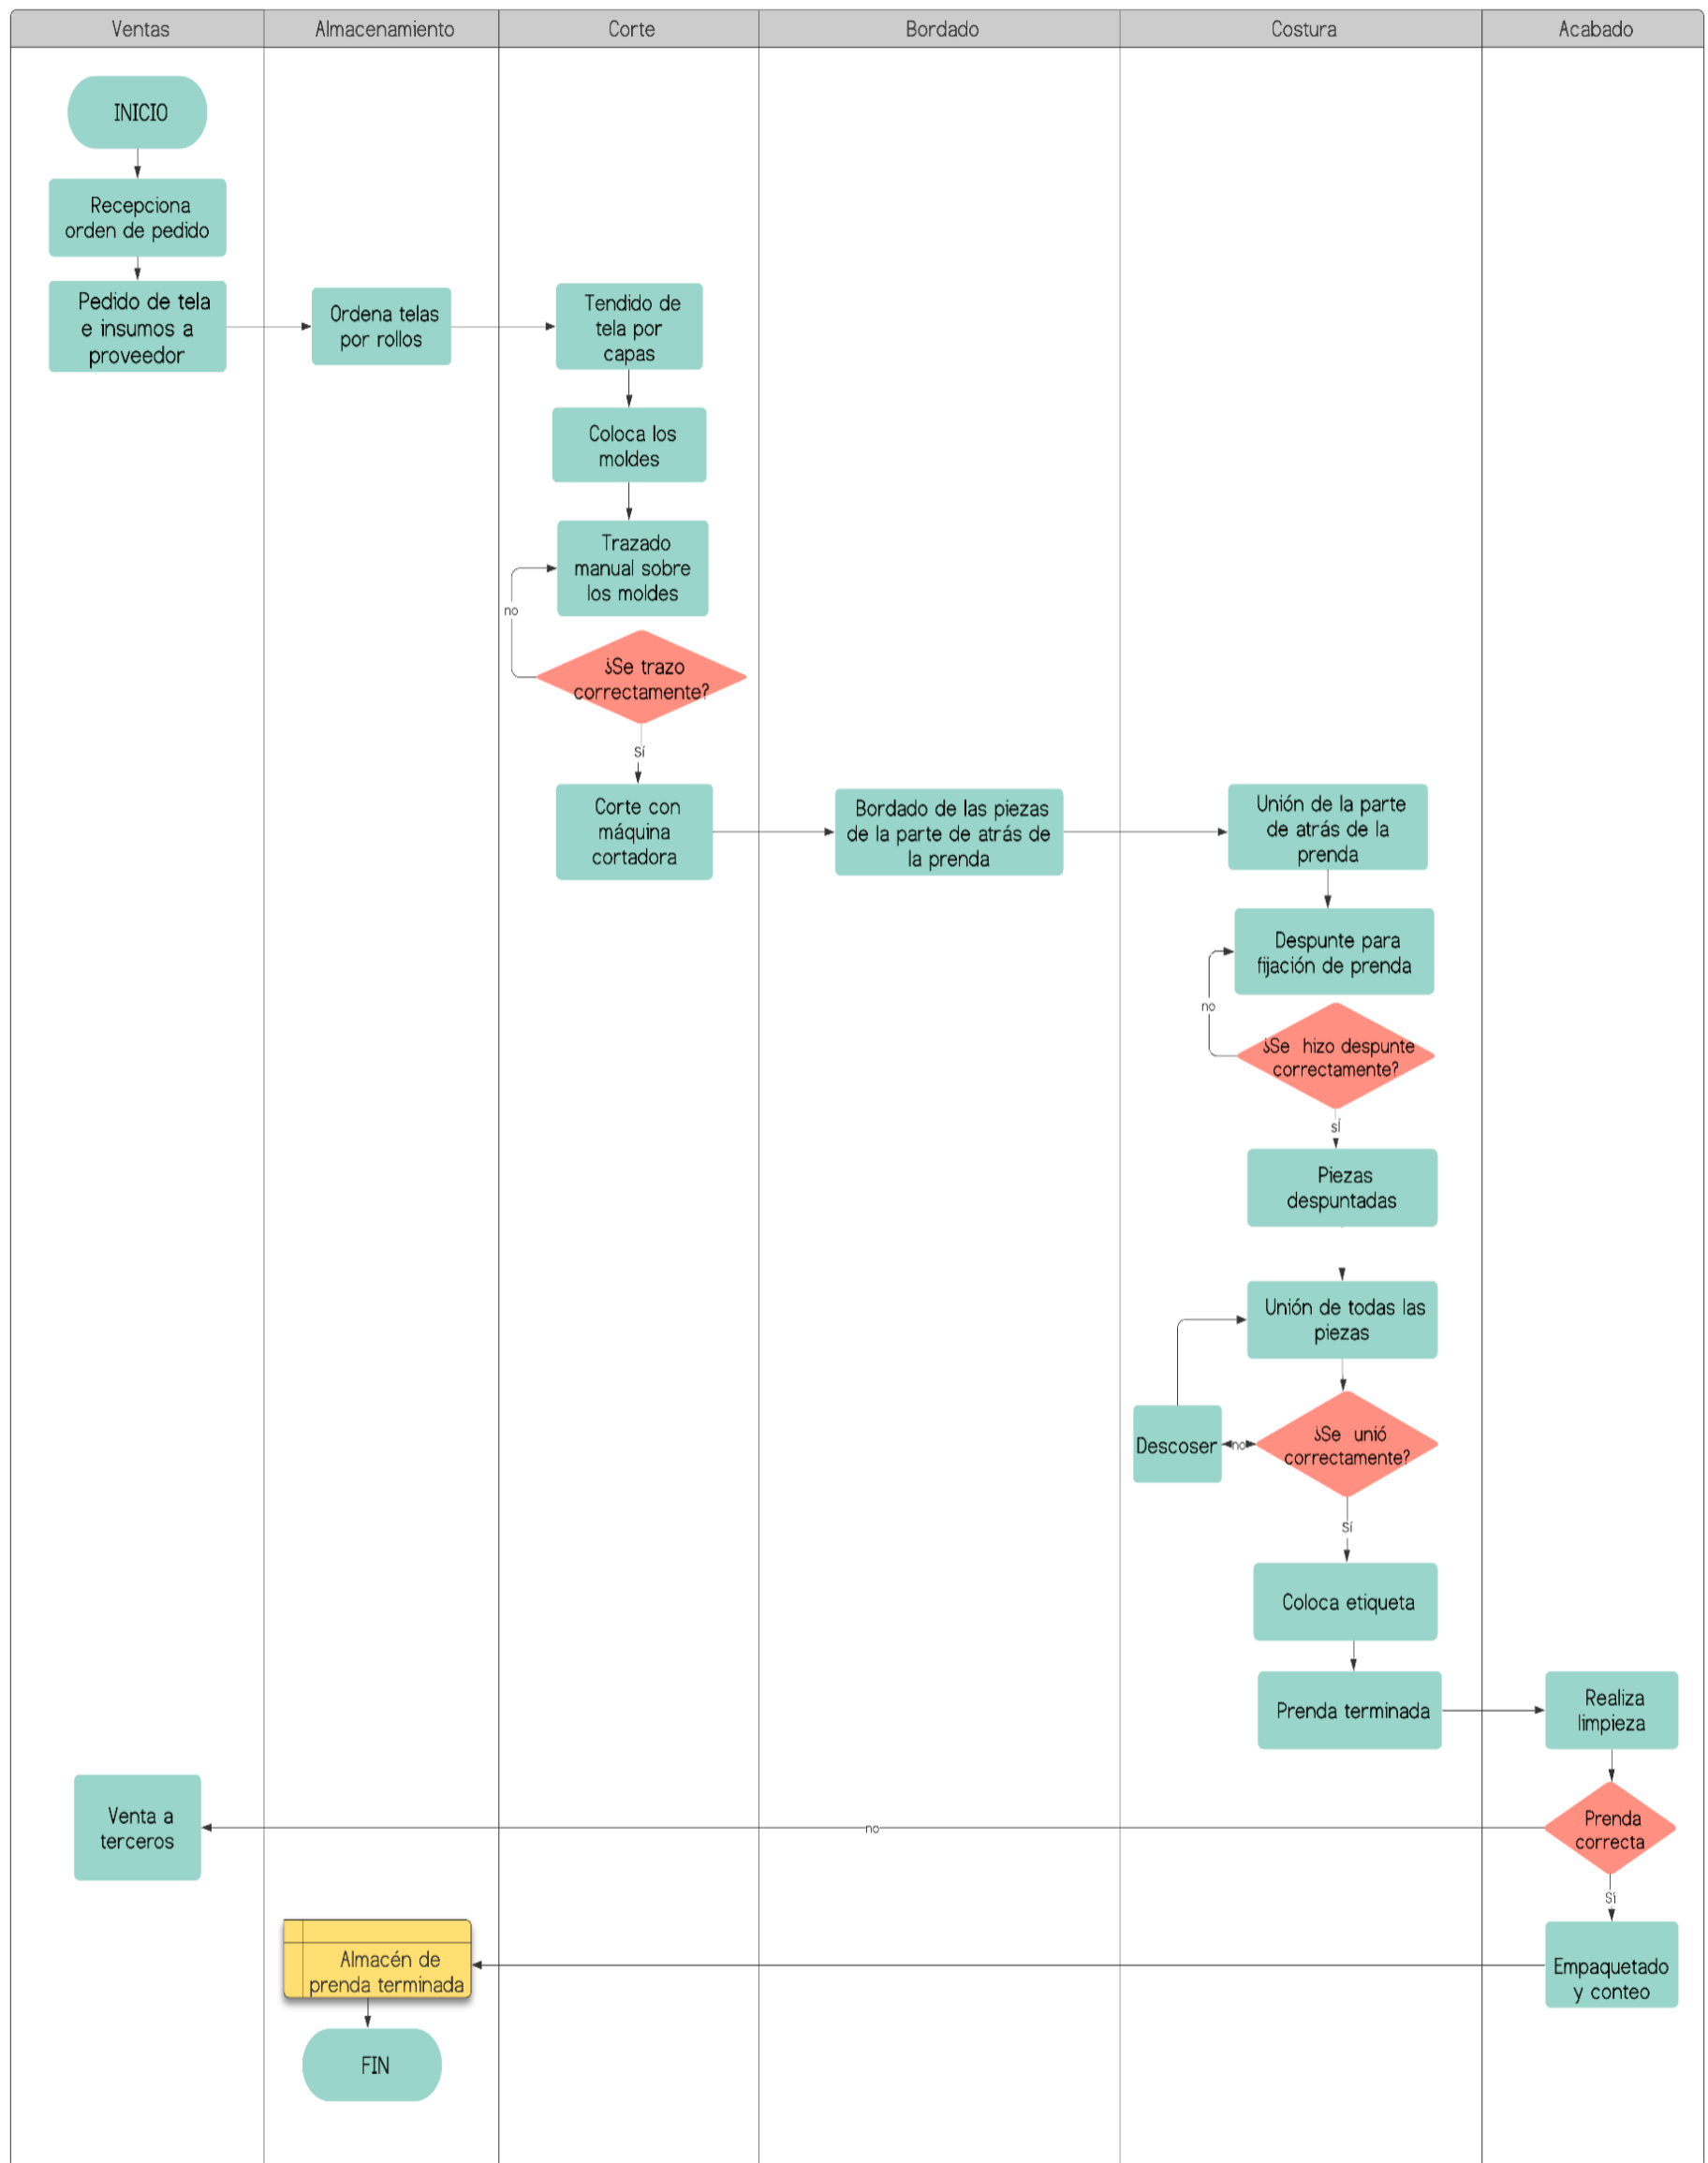 Ventas
Almacenamiento
Corte
Bordado
Costura
Acabado
INICIO
Recepciona
orden de pedido
Pedido de tela
e insumos a
proveedor
Ordena telas
por rollos
Tendido de
tela por
capas
Coloca los
moldes
Trazado
manual sobre
los moldes
no
¿Se trazo
correctamente?
Sí
Corte con
máquina
cortadora
Bordado de las piezas
de la parte de atrás de
la prenda
Unión de la parte
de atrás de la
prenda
Despunte para
fijación de prenda
no
¿Se hizo despunte
correctamente?
sÍ
Piezas
despuntadas
Unión de todas las
piezas
Descoser
no
¿Se unió
correctamente?
Sí
Coloca etiqueta
Prenda terminada
Realiza
limpieza
Venta a
terceros
no
Prenda
correcta
Sí
Almacén de
prenda terminada
Empaquetado
y conteo
FIN